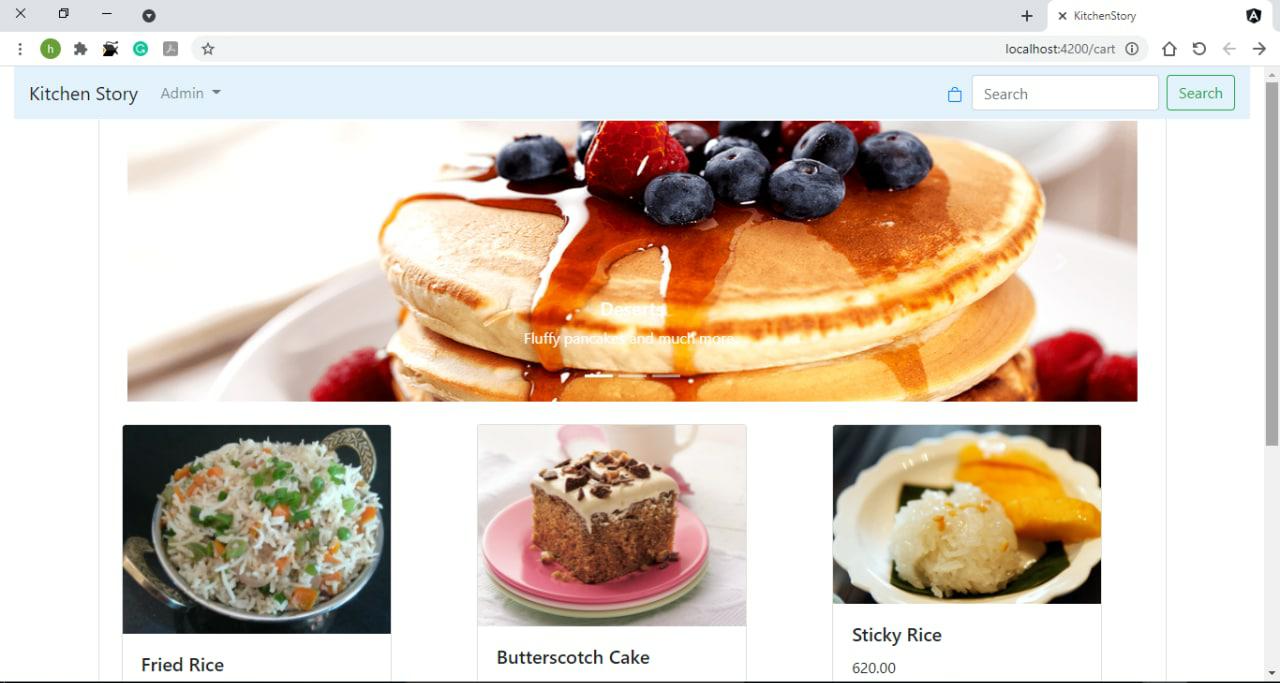 KitchenStory
h
localhost:4200/cart
Kitchen Story
Admin
Search
Search
Deserts
Fluffy pancakes and much more..
Fried Rice
Butterscotch Cake
Sticky Rice
620.00